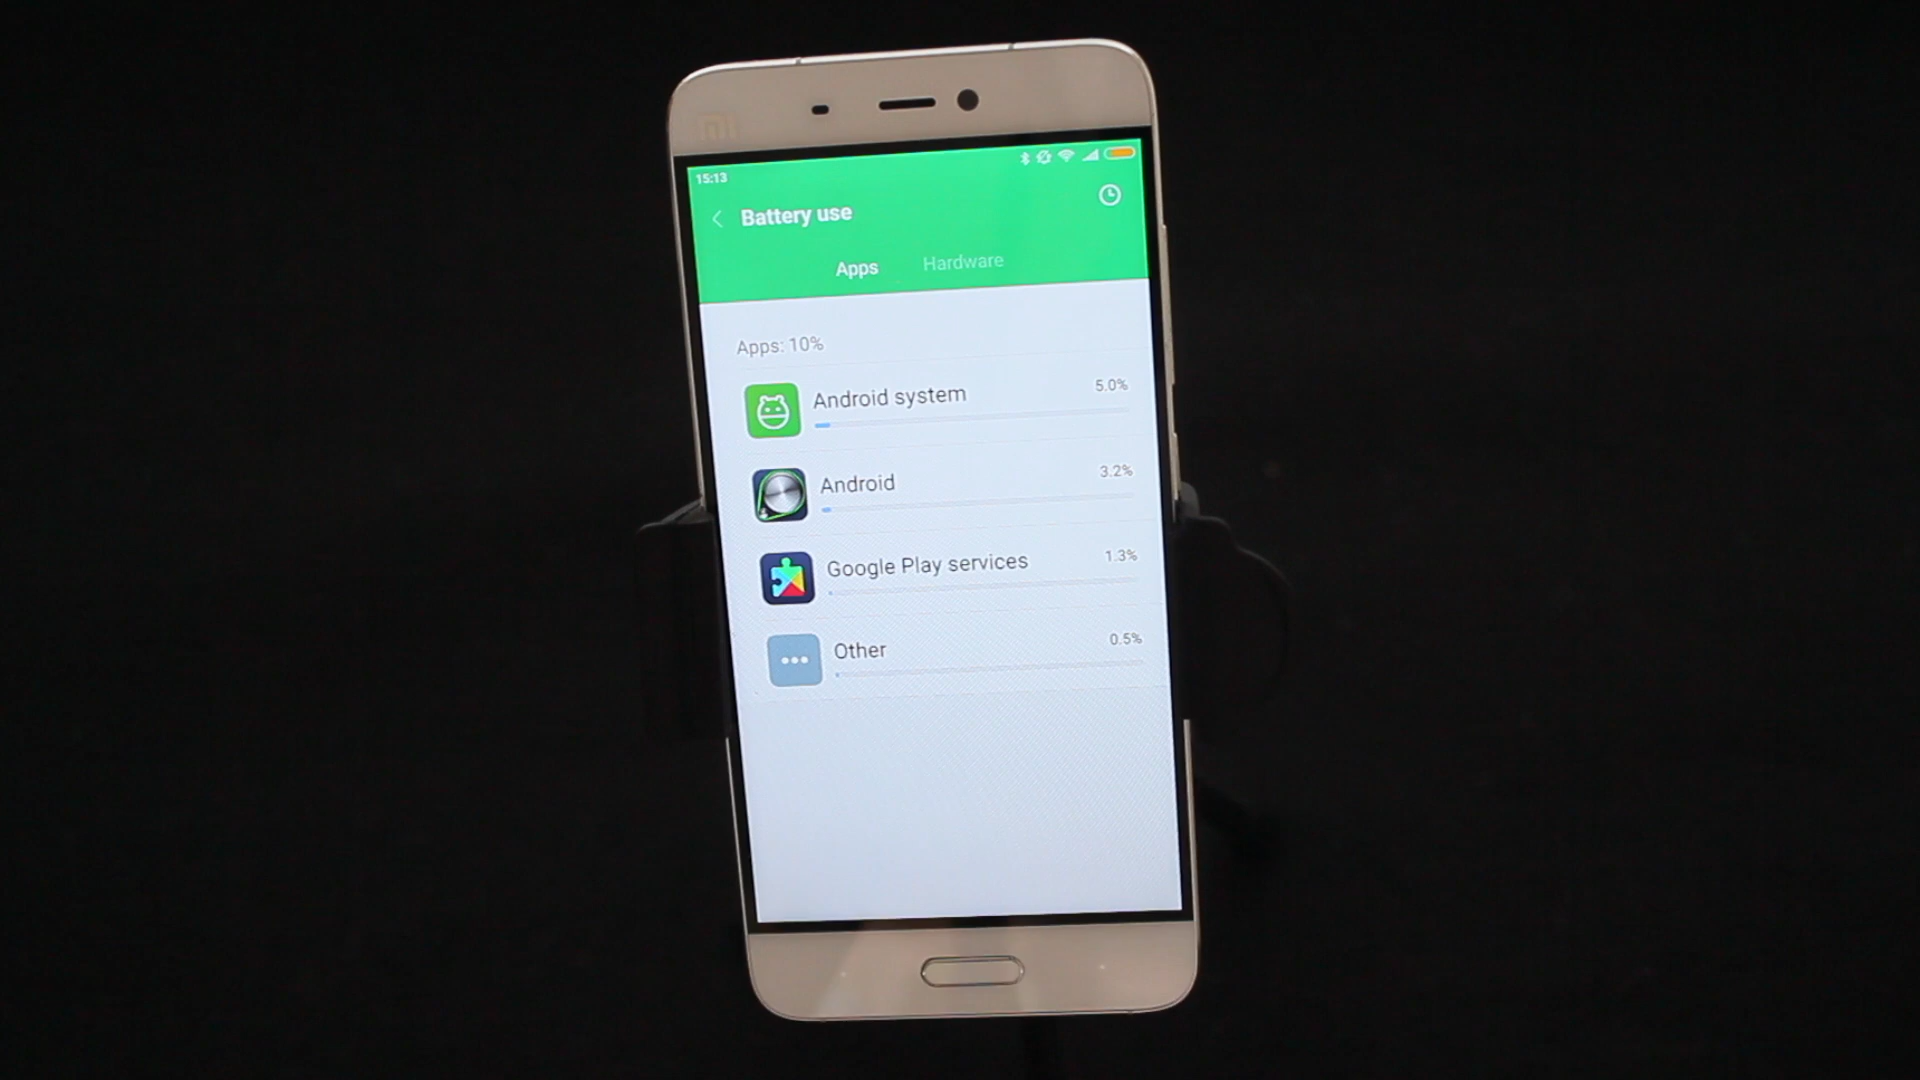 mi
15:13
Battery use
Apps Hardware
Apps: 10%
Android system 5.0%
Android 3.2%
Google Play services 1.3%
Other 0.5%